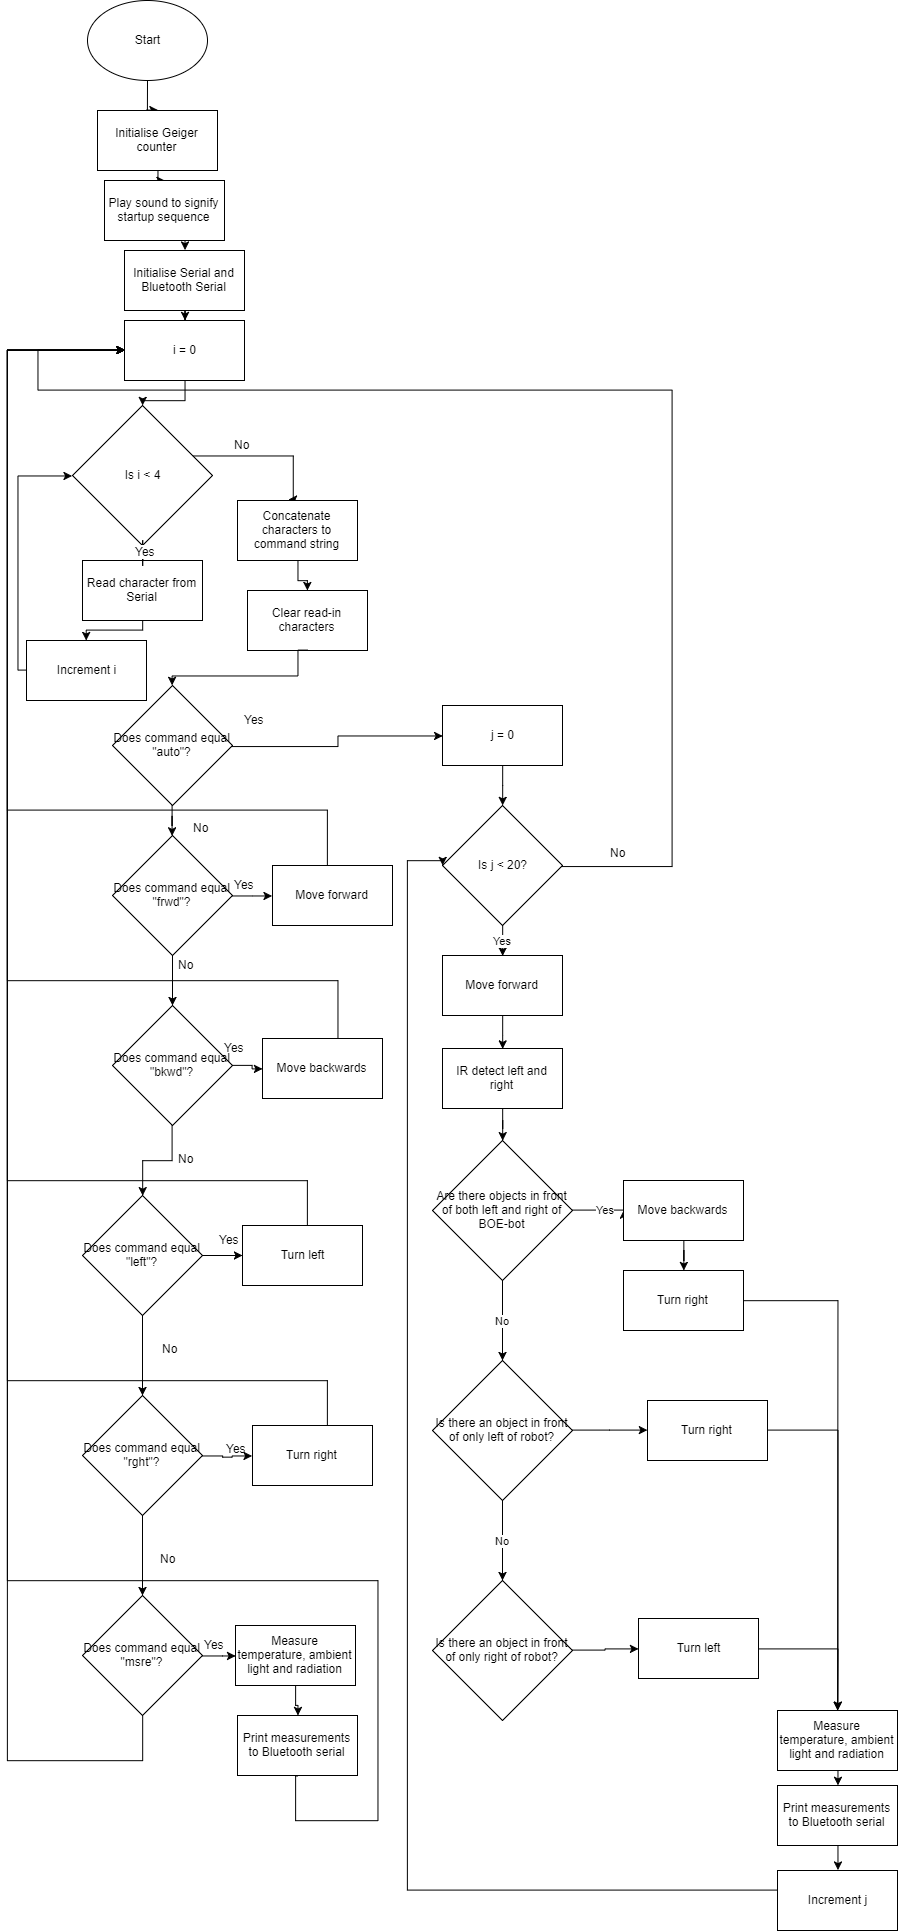 Start
Initialise Geiger
counter
Play sound to signify
startup sequence
Initialise Serial and
Bluetooth Serial
i = 0
Is i < 4
No
Concatenate
characters to
command string
Yes
Read character from
Serial
Clear read-in
characters
Increment i
Does command equal
"auto"?
Yes
j = 0
No
Does command equal
"frwd"?
Yes
Move forward
Is j < 20?
No
Yes
No
Move forward
Does command equal
"bkwd"?
Yes
Move backwards
IR detect left and
right
No
Are there objects in front
of both left and right of
BOE-bot
Yes
Move backwards
Does command equal
"left"?
Yes
Turn left
Turn right
No
No
Does command equal
"rght"?
Yes
Turn right
Is there an object in front
of only left of robot?
Turn right
No
No
Does command equal
"msre"?
Yes
Measure
temperature, ambient
light and radiation
Is there an object in front
of only right of robot?
Turn left
Print measurements
to Bluetooth serial
Measure
temperature, ambient
light and radiation
Print measurements
to Bluetooth serial
Increment j